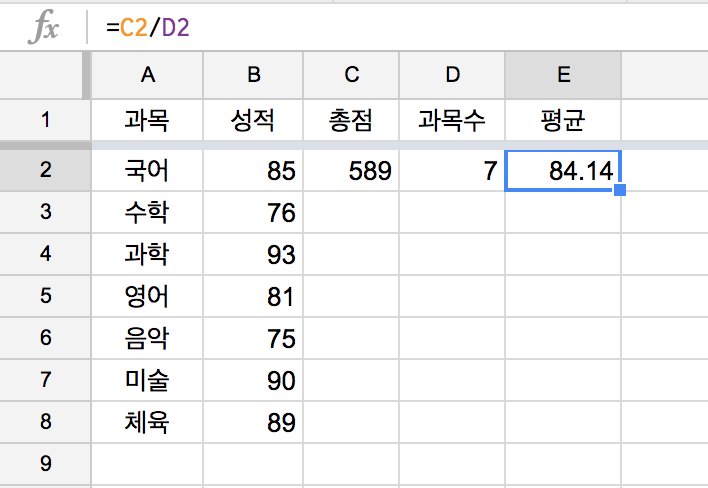 fx =C2/D2
A B C D E
1 과목 성적 총점 과목수 평균
2 국어 85 589 7 84.14
3 수학 76
4 과학 93
5 영어 81
6 음악 75
7 미술 90
8 체육 89
9